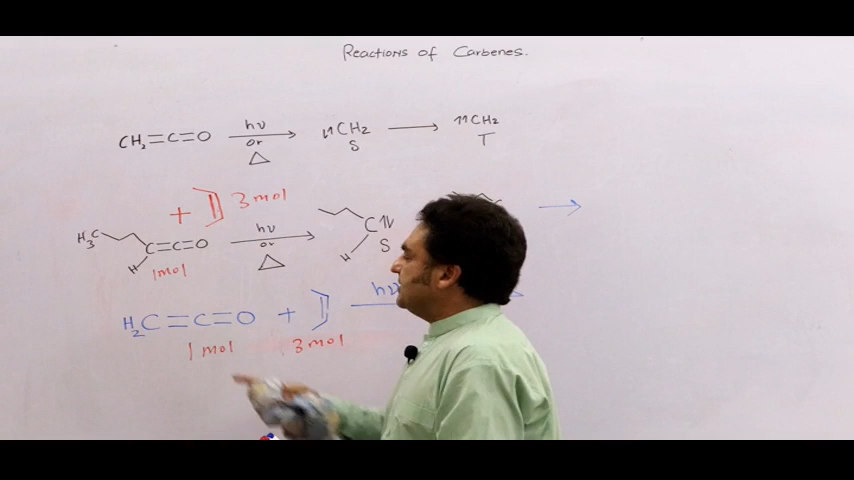 Reactions of Carbenes.
CH2=C=O hν or △ → ↑↓CH2 S → ↑↑CH2 T
+ 3 mol
H3C C=C=O H 1mol hν or △ → C ↑↓ H S →
H2C=C=O + hν
1 mol 3 mol